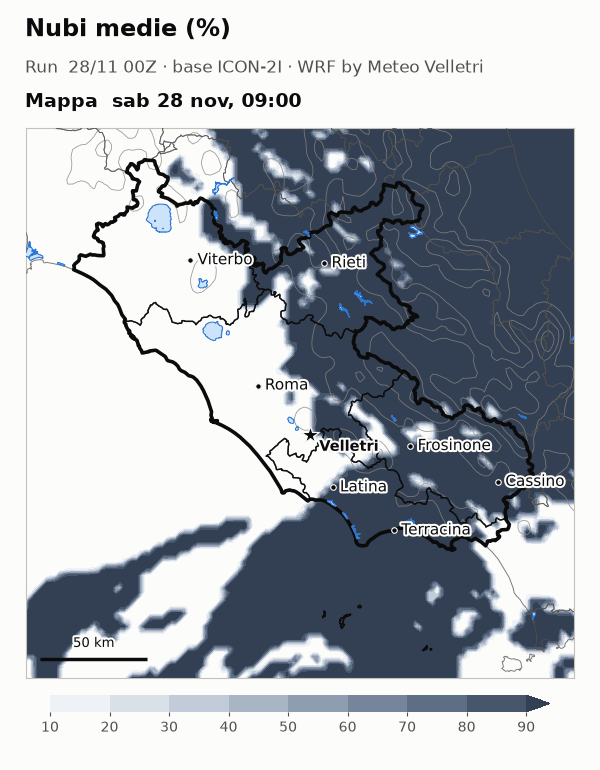 Nubi medie (%)
Run 28/11 00Z · base ICON-2I · WRF by Meteo Velletri
Mappa sab 28 nov, 09:00
Viterbo
Rieti
Roma
Velletri
Frosinone
Latina
Cassino
Terracina
50 km
10 20 30 40 50 60 70 80 90